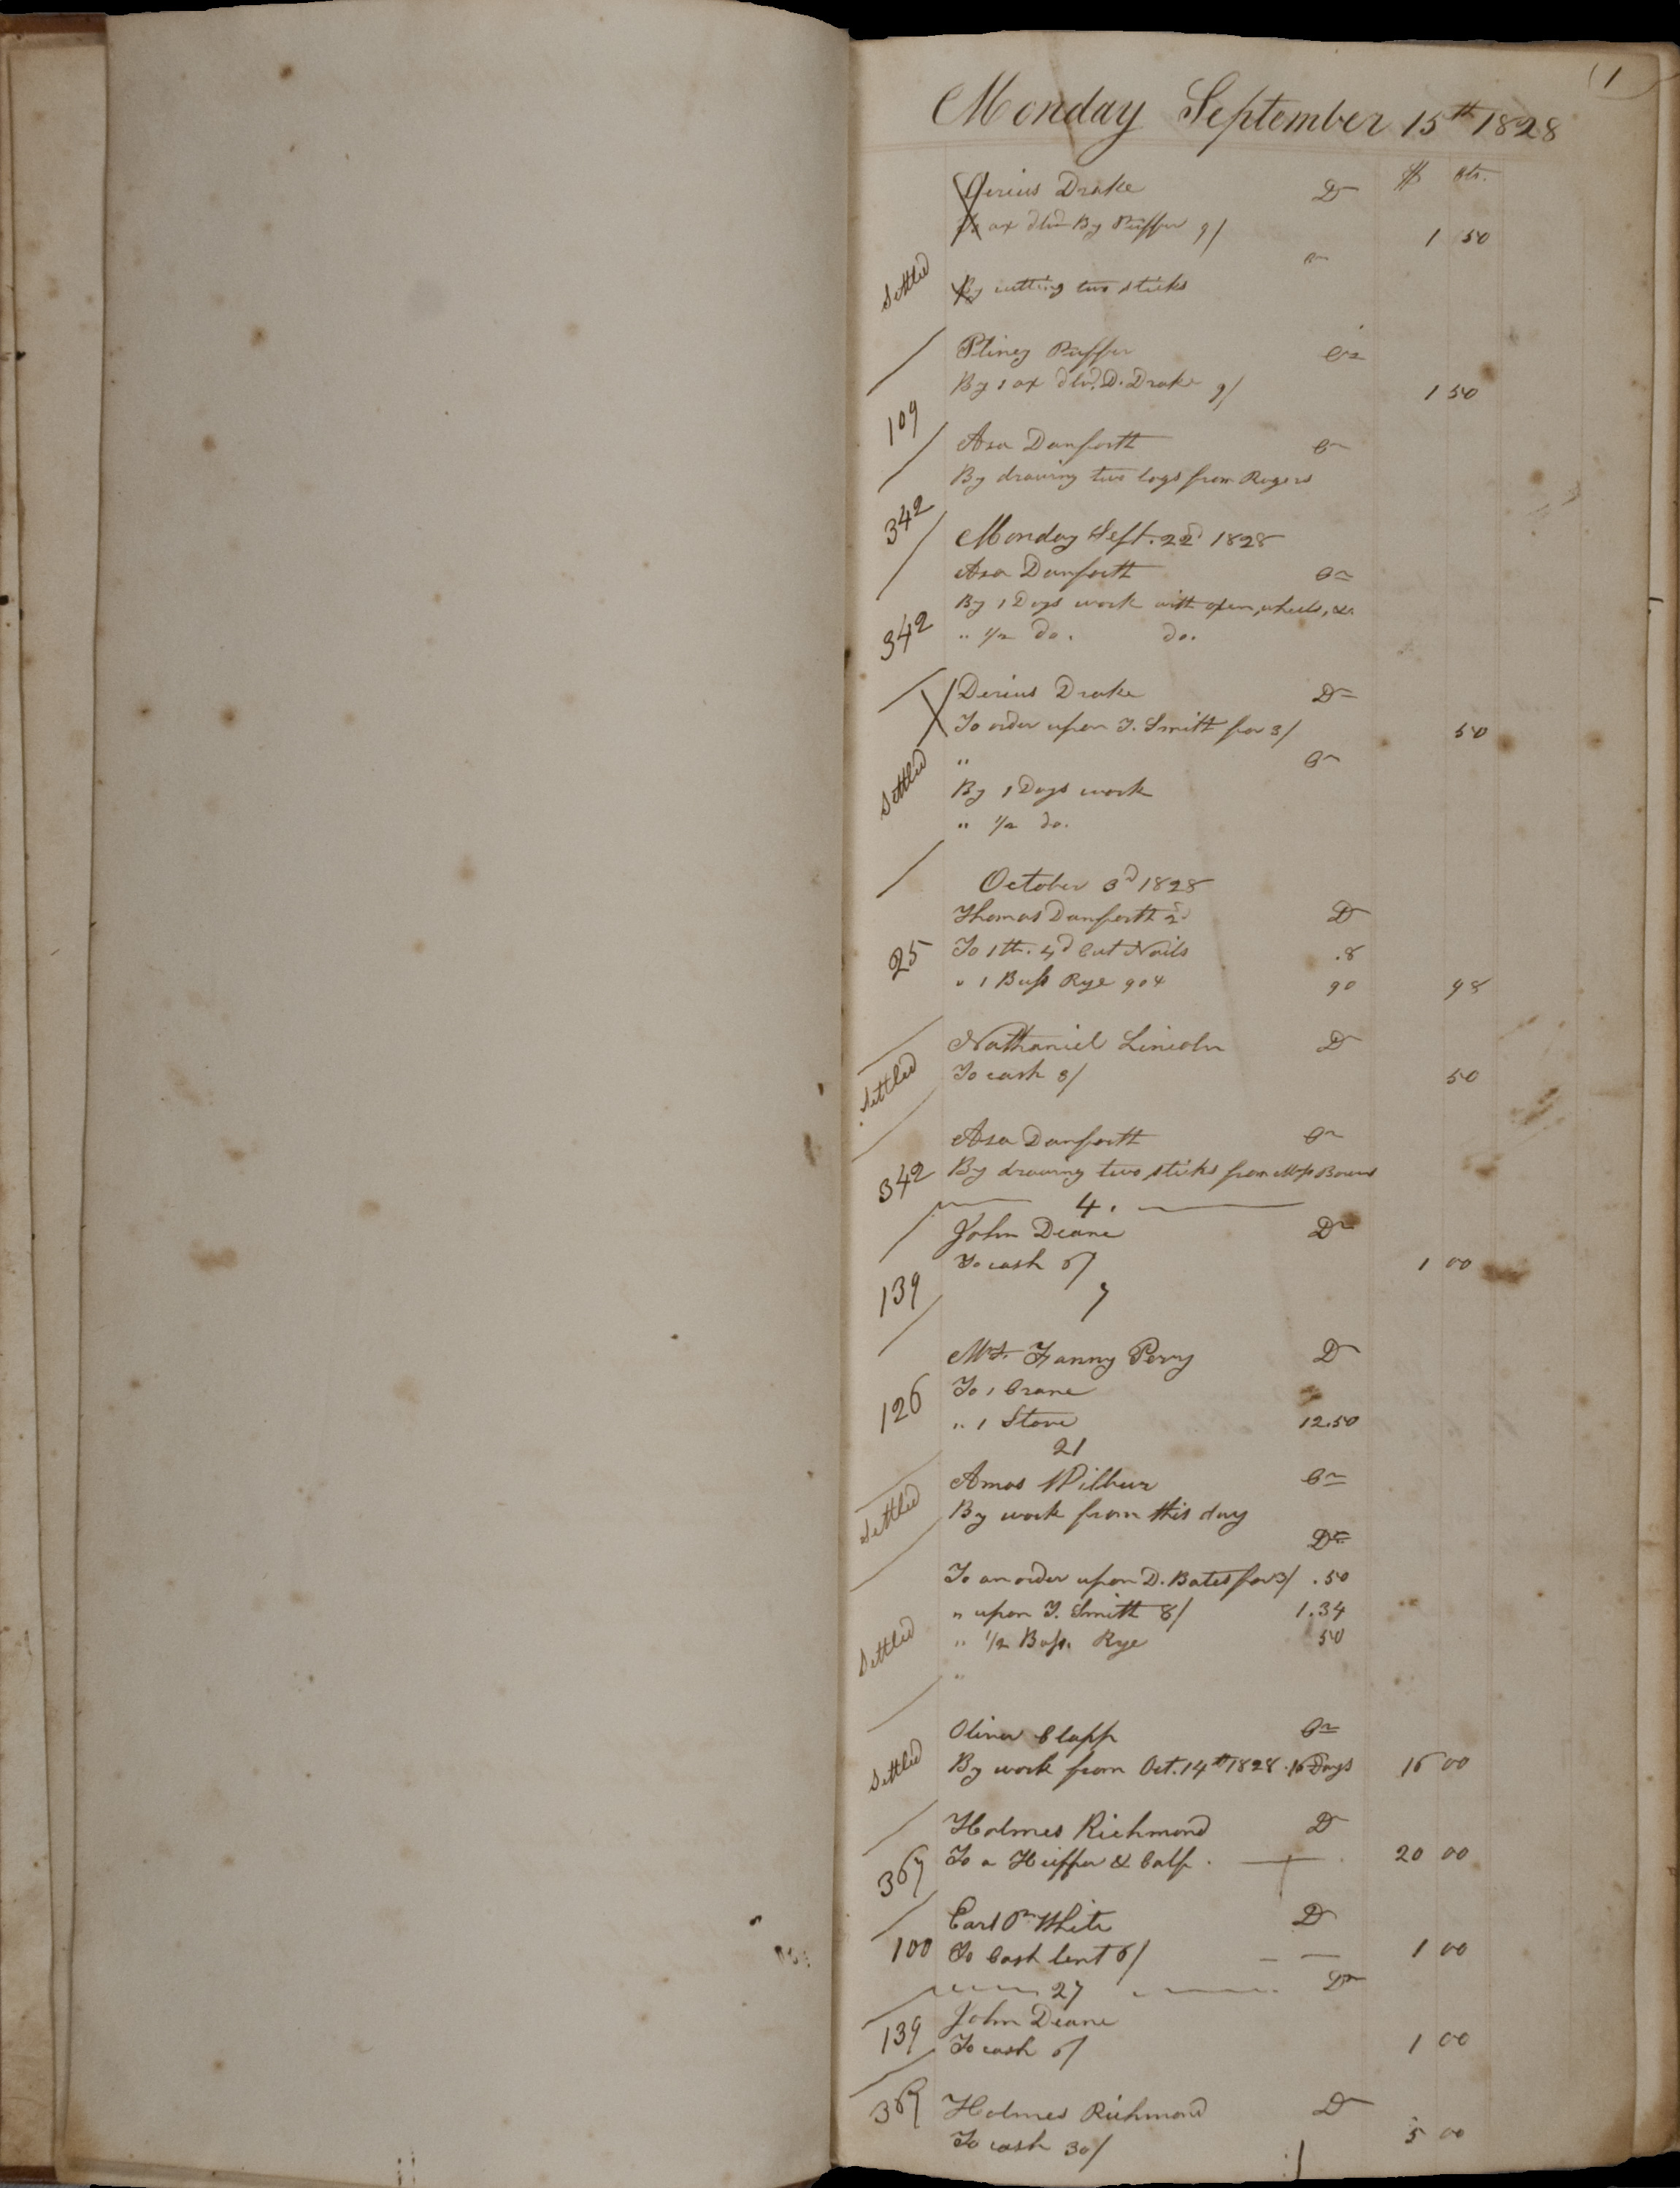 (1
Monday September 15th 1828
$ cts.
Derius Drake Dr
To ax dlvd By Puffer 9/ 1 50
Cr
Settled By cutting two sticks
Pliney Puffer Cr
By 1 ax dlvd. D. Drake 9/ 1 50
109
Asa Danforth Cr
By drawing two logs from Rogers
342
Monday Sept. 22d 1828
Asa Danforth Cr
By 1 Days work with oxen, wheels, &c.
342 " 1/2 do. do.
Derius Drake Dr
To order upon T. Smith for 3/ 50
Settled " Cr
By 1 Days work
" 1/2 do.
October 3d 1828
Thomas Danforth 2d Dr
25 To 1 lb. 4d Cut Nails .8
" 1 Bush Rye 90 90 98
Nathaniel Lincoln Dr
Settled To cash 3/ 50
Asa Danforth Cr
342 By drawing two sticks from
4.
John Deane Dr
To cash 6/ 1 00
139
7
Mrs. Fanny Perry Dr
126 To 1 Crane
" 1 Stove 12.50
21
Amos Wilbur Cr
Settled By work from this day
Dr
To an order upon D. Bates for 3/ .50
" upon T. Smith 8/ 1.34
Settled " 1/2 Bush. Rye 50
"
Oliver Clapp Cr
Settled By work from Oct. 14th 1828. 16 Days 16 00
Holmes Richmond Dr
367 To a Heiffer & Calf. 20 00
Earl White Dr
100 To Cash lent 6/ 1 00
27 Dr
John Deane
139 To cash 6/ 1 00
367 Holmes Richmond Dr
To cash 30/ 5 00